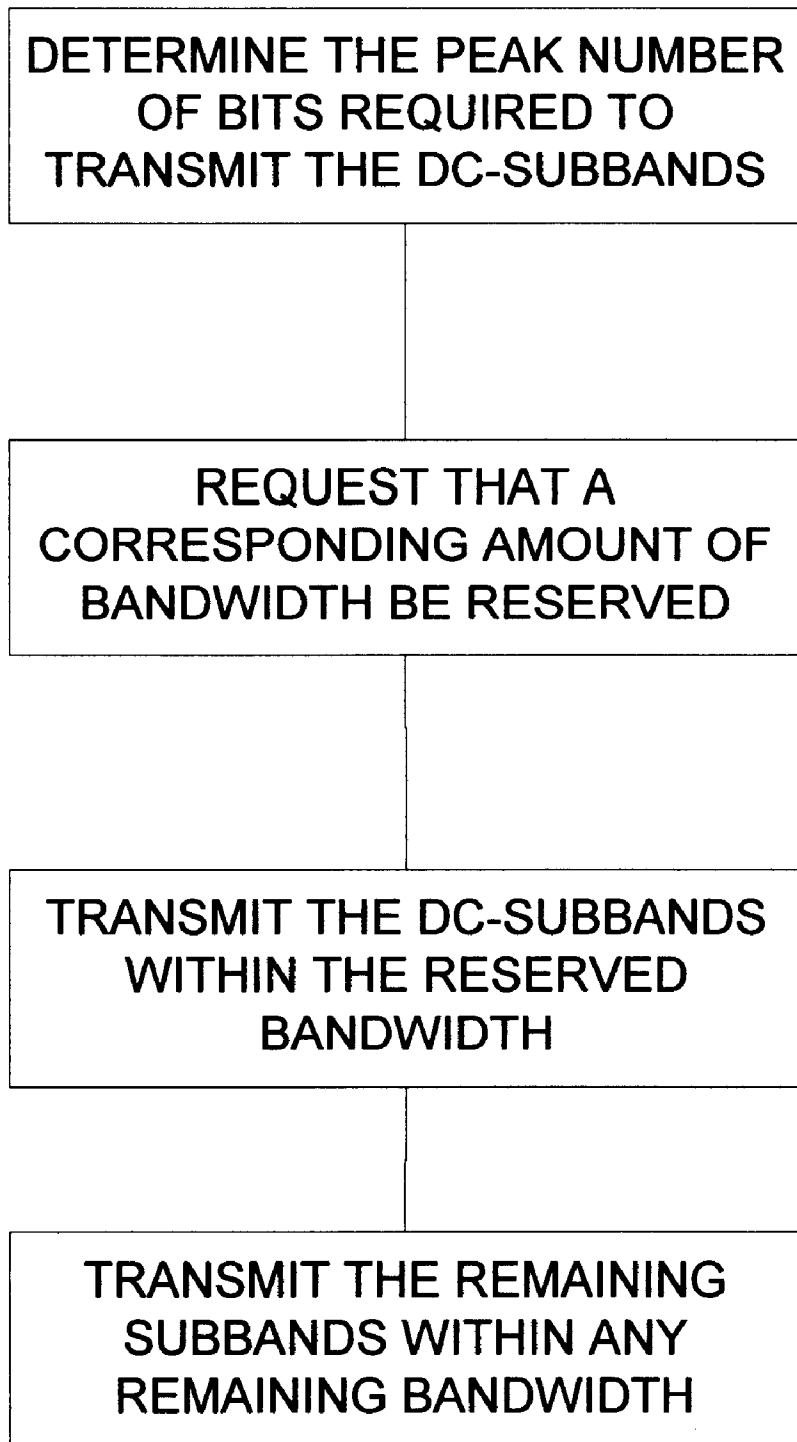 DETERMINE THE PEAK NUMBER
OF BITS REQUIRED TO
TRANSMIT THE DC-SUBBANDS
REQUEST THAT A
CORRESPONDING AMOUNT OF
BANDWIDTH BE RESERVED
TRANSMIT THE DC-SUBBANDS
WITHIN THE RESERVED
BANDWIDTH
TRANSMIT THE REMAINING
SUBBANDS WITHIN ANY
REMAINING BANDWIDTH